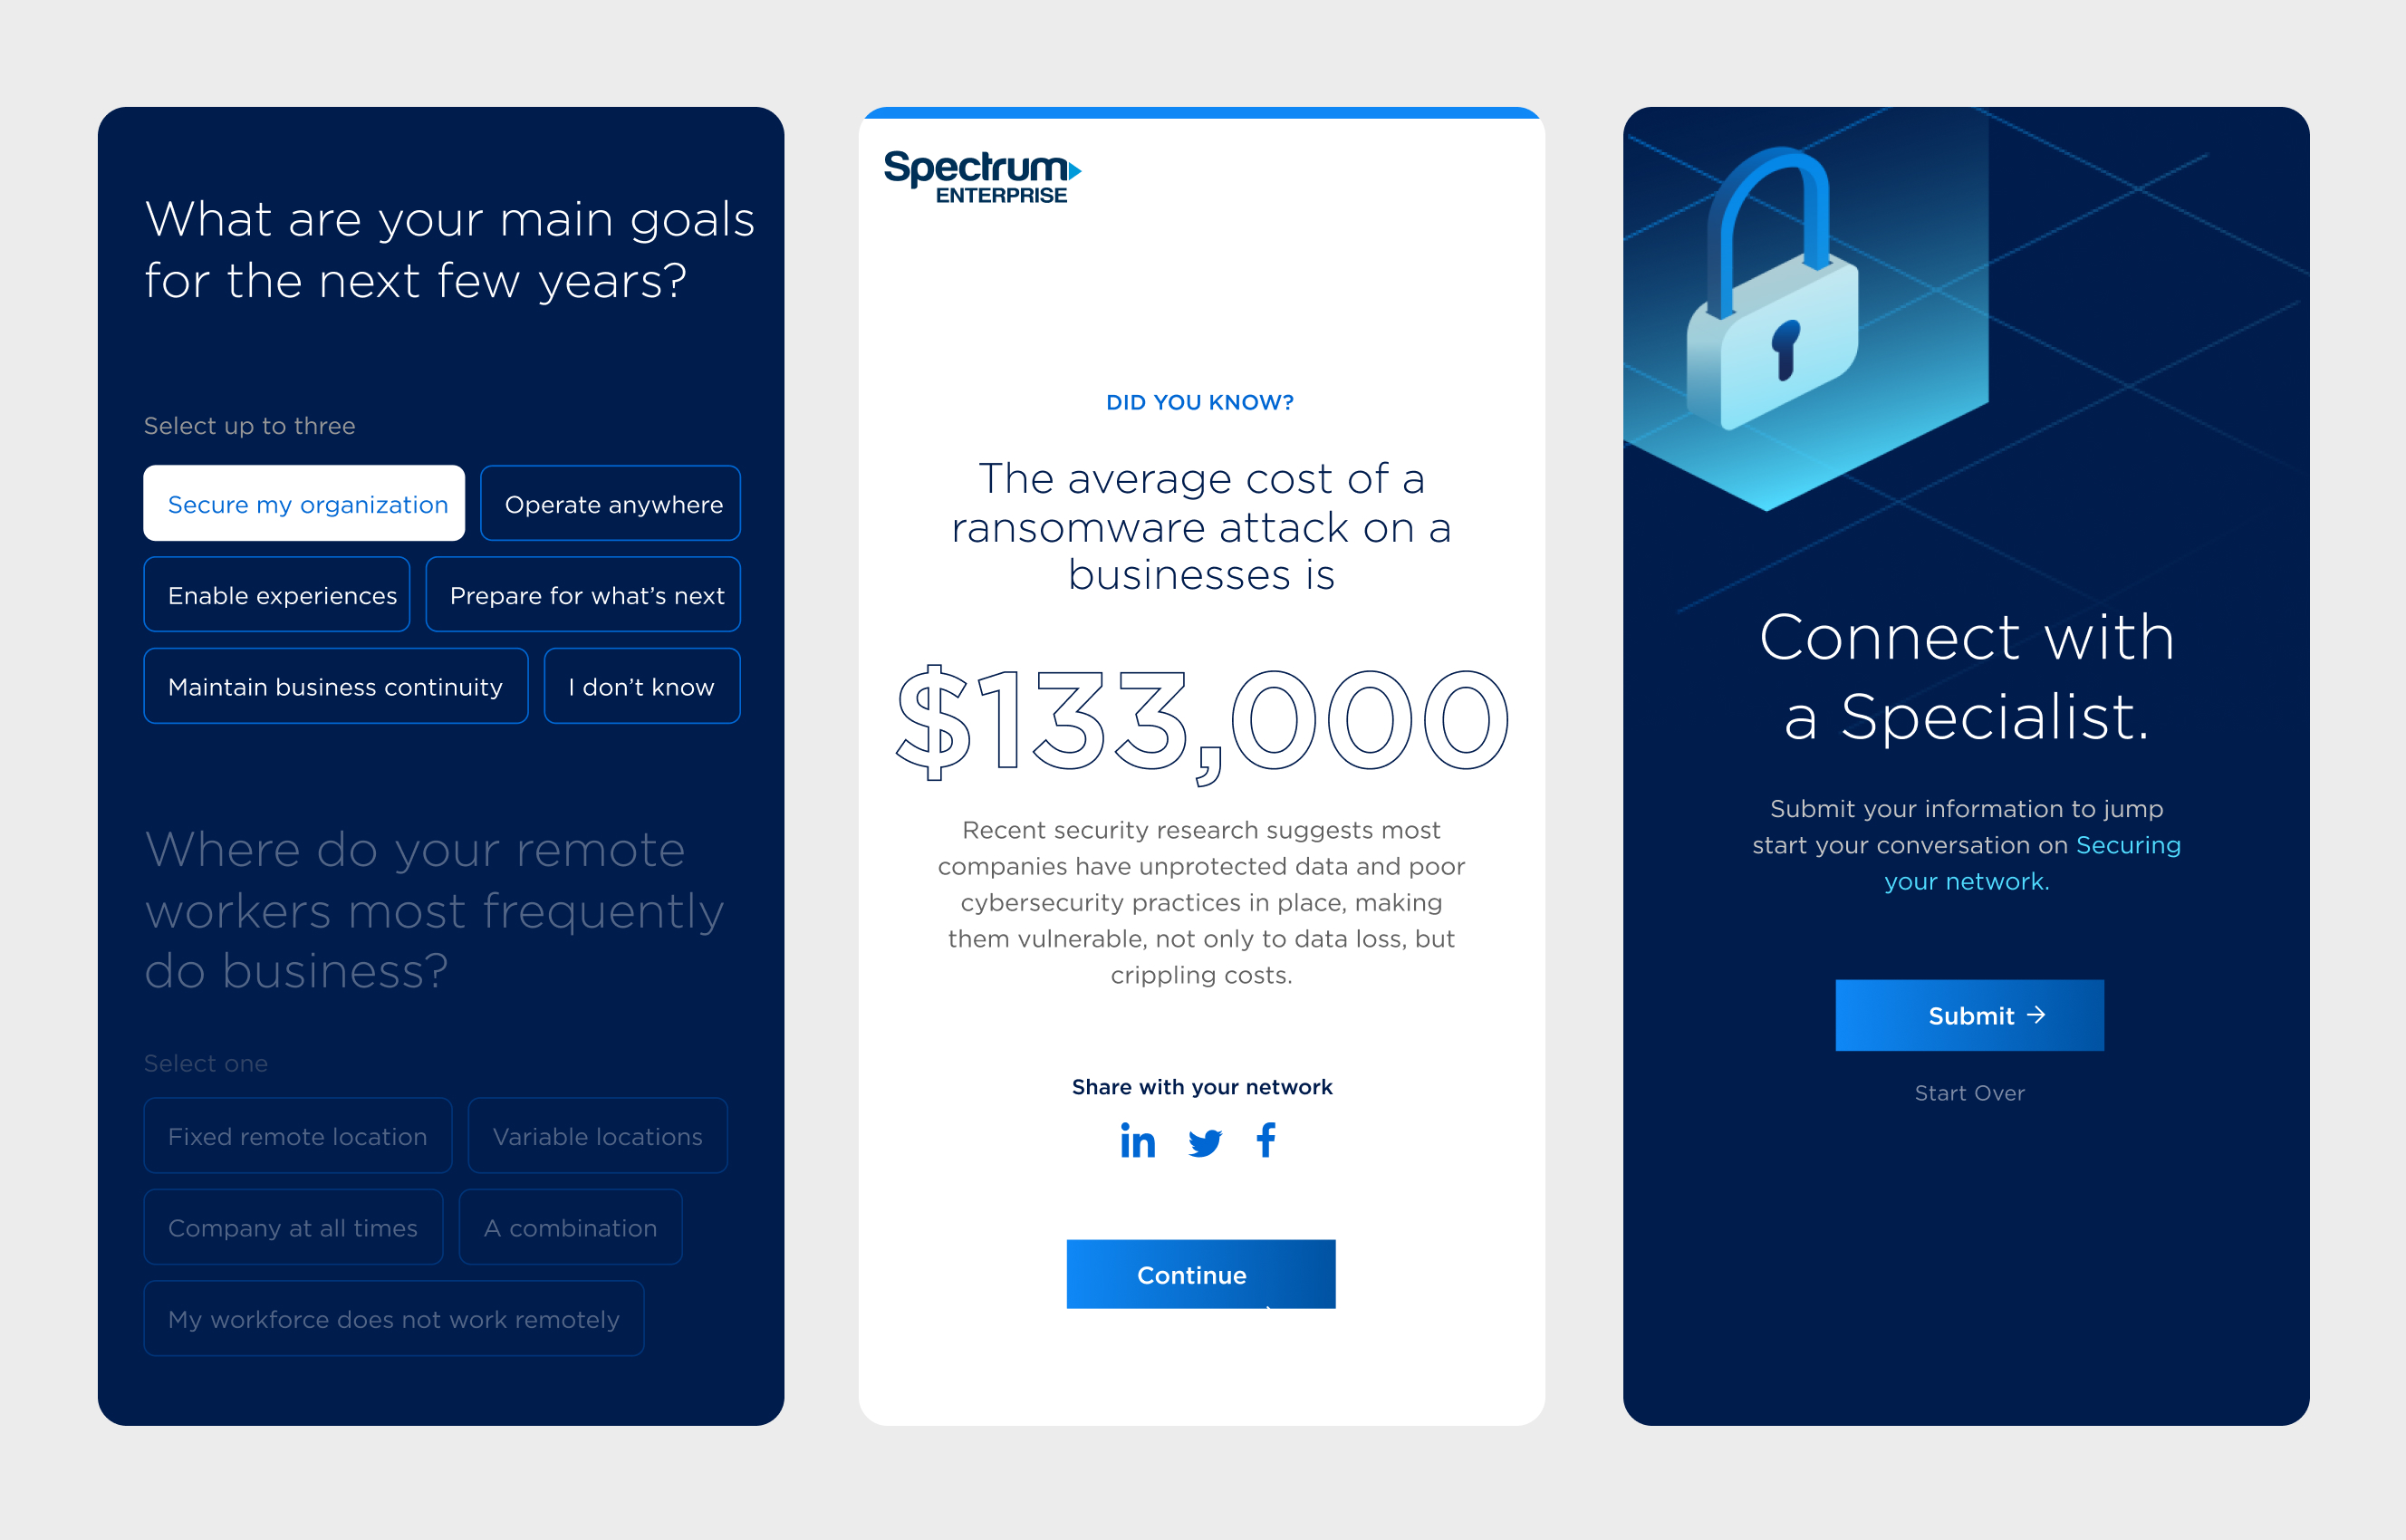 What are your main goals
for the next few years?
Select up to three
Secure my organization
Operate anywhere
Enable experiences
Prepare for what’s next
Maintain business continuity
I don’t know
Where do your remote
workers most frequently
do business?
Select one
Fixed remote location
Variable locations
Company at all times
A combination
My workforce does not work remotely
Spectrum
ENTERPRISE
DID YOU KNOW?
The average cost of a
ransomware attack on a
businesses is
$133,000
Recent security research suggests most
companies have unprotected data and poor
cybersecurity practices in place, making
them vulnerable, not only to data loss, but
crippling costs.
Share with your network
in
f
Continue
Connect with
a Specialist.
Submit your information to jump
start your conversation on Securing
your network.
Submit →
Start Over